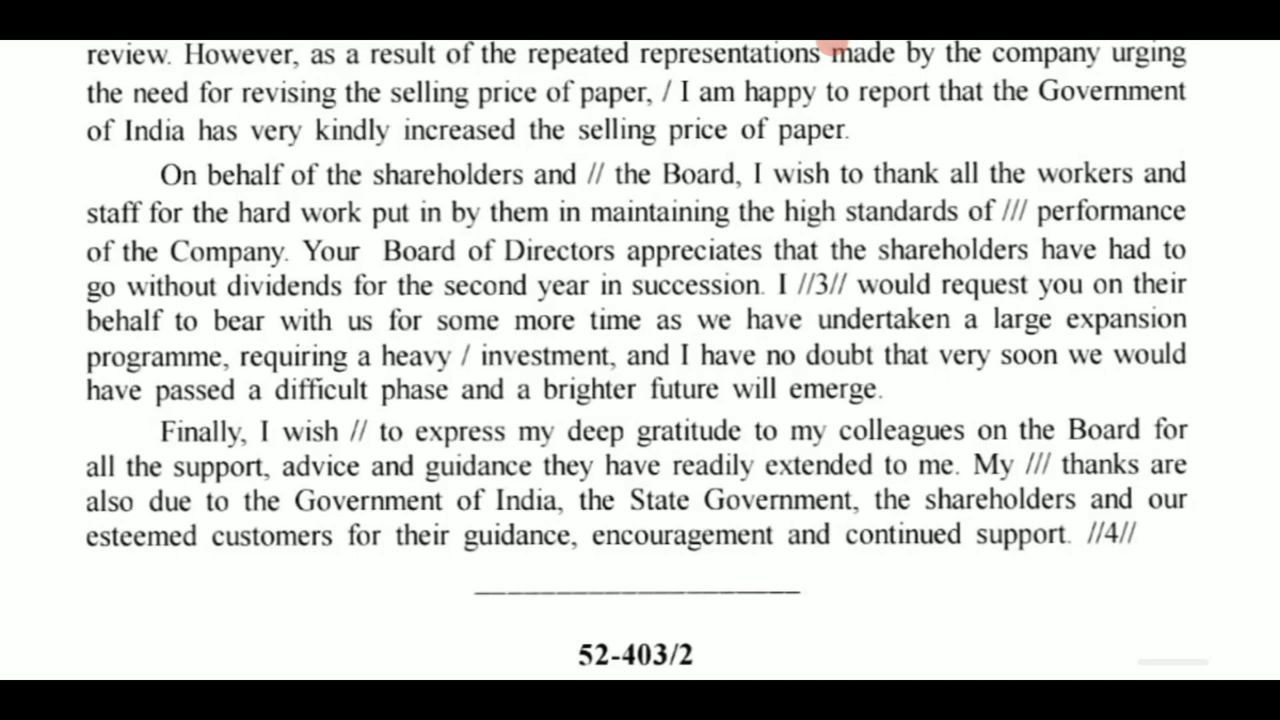 review. However, as a result of the repeated representations made by the company urging
the need for revising the selling price of paper, / I am happy to report that the Government
of India has very kindly increased the selling price of paper.
On behalf of the shareholders and // the Board, I wish to thank all the workers and
staff for the hard work put in by them in maintaining the high standards of /// performance
of the Company. Your Board of Directors appreciates that the shareholders have had to
go without dividends for the second year in succession. I //3// would request you on their
behalf to bear with us for some more time as we have undertaken a large expansion
programme, requiring a heavy / investment, and I have no doubt that very soon we would
have passed a difficult phase and a brighter future will emerge.
Finally, I wish // to express my deep gratitude to my colleagues on the Board for
all the support, advice and guidance they have readily extended to me. My /// thanks are
also due to the Government of India, the State Government, the shareholders and our
esteemed customers for their guidance, encouragement and continued support. //4//
52-403/2